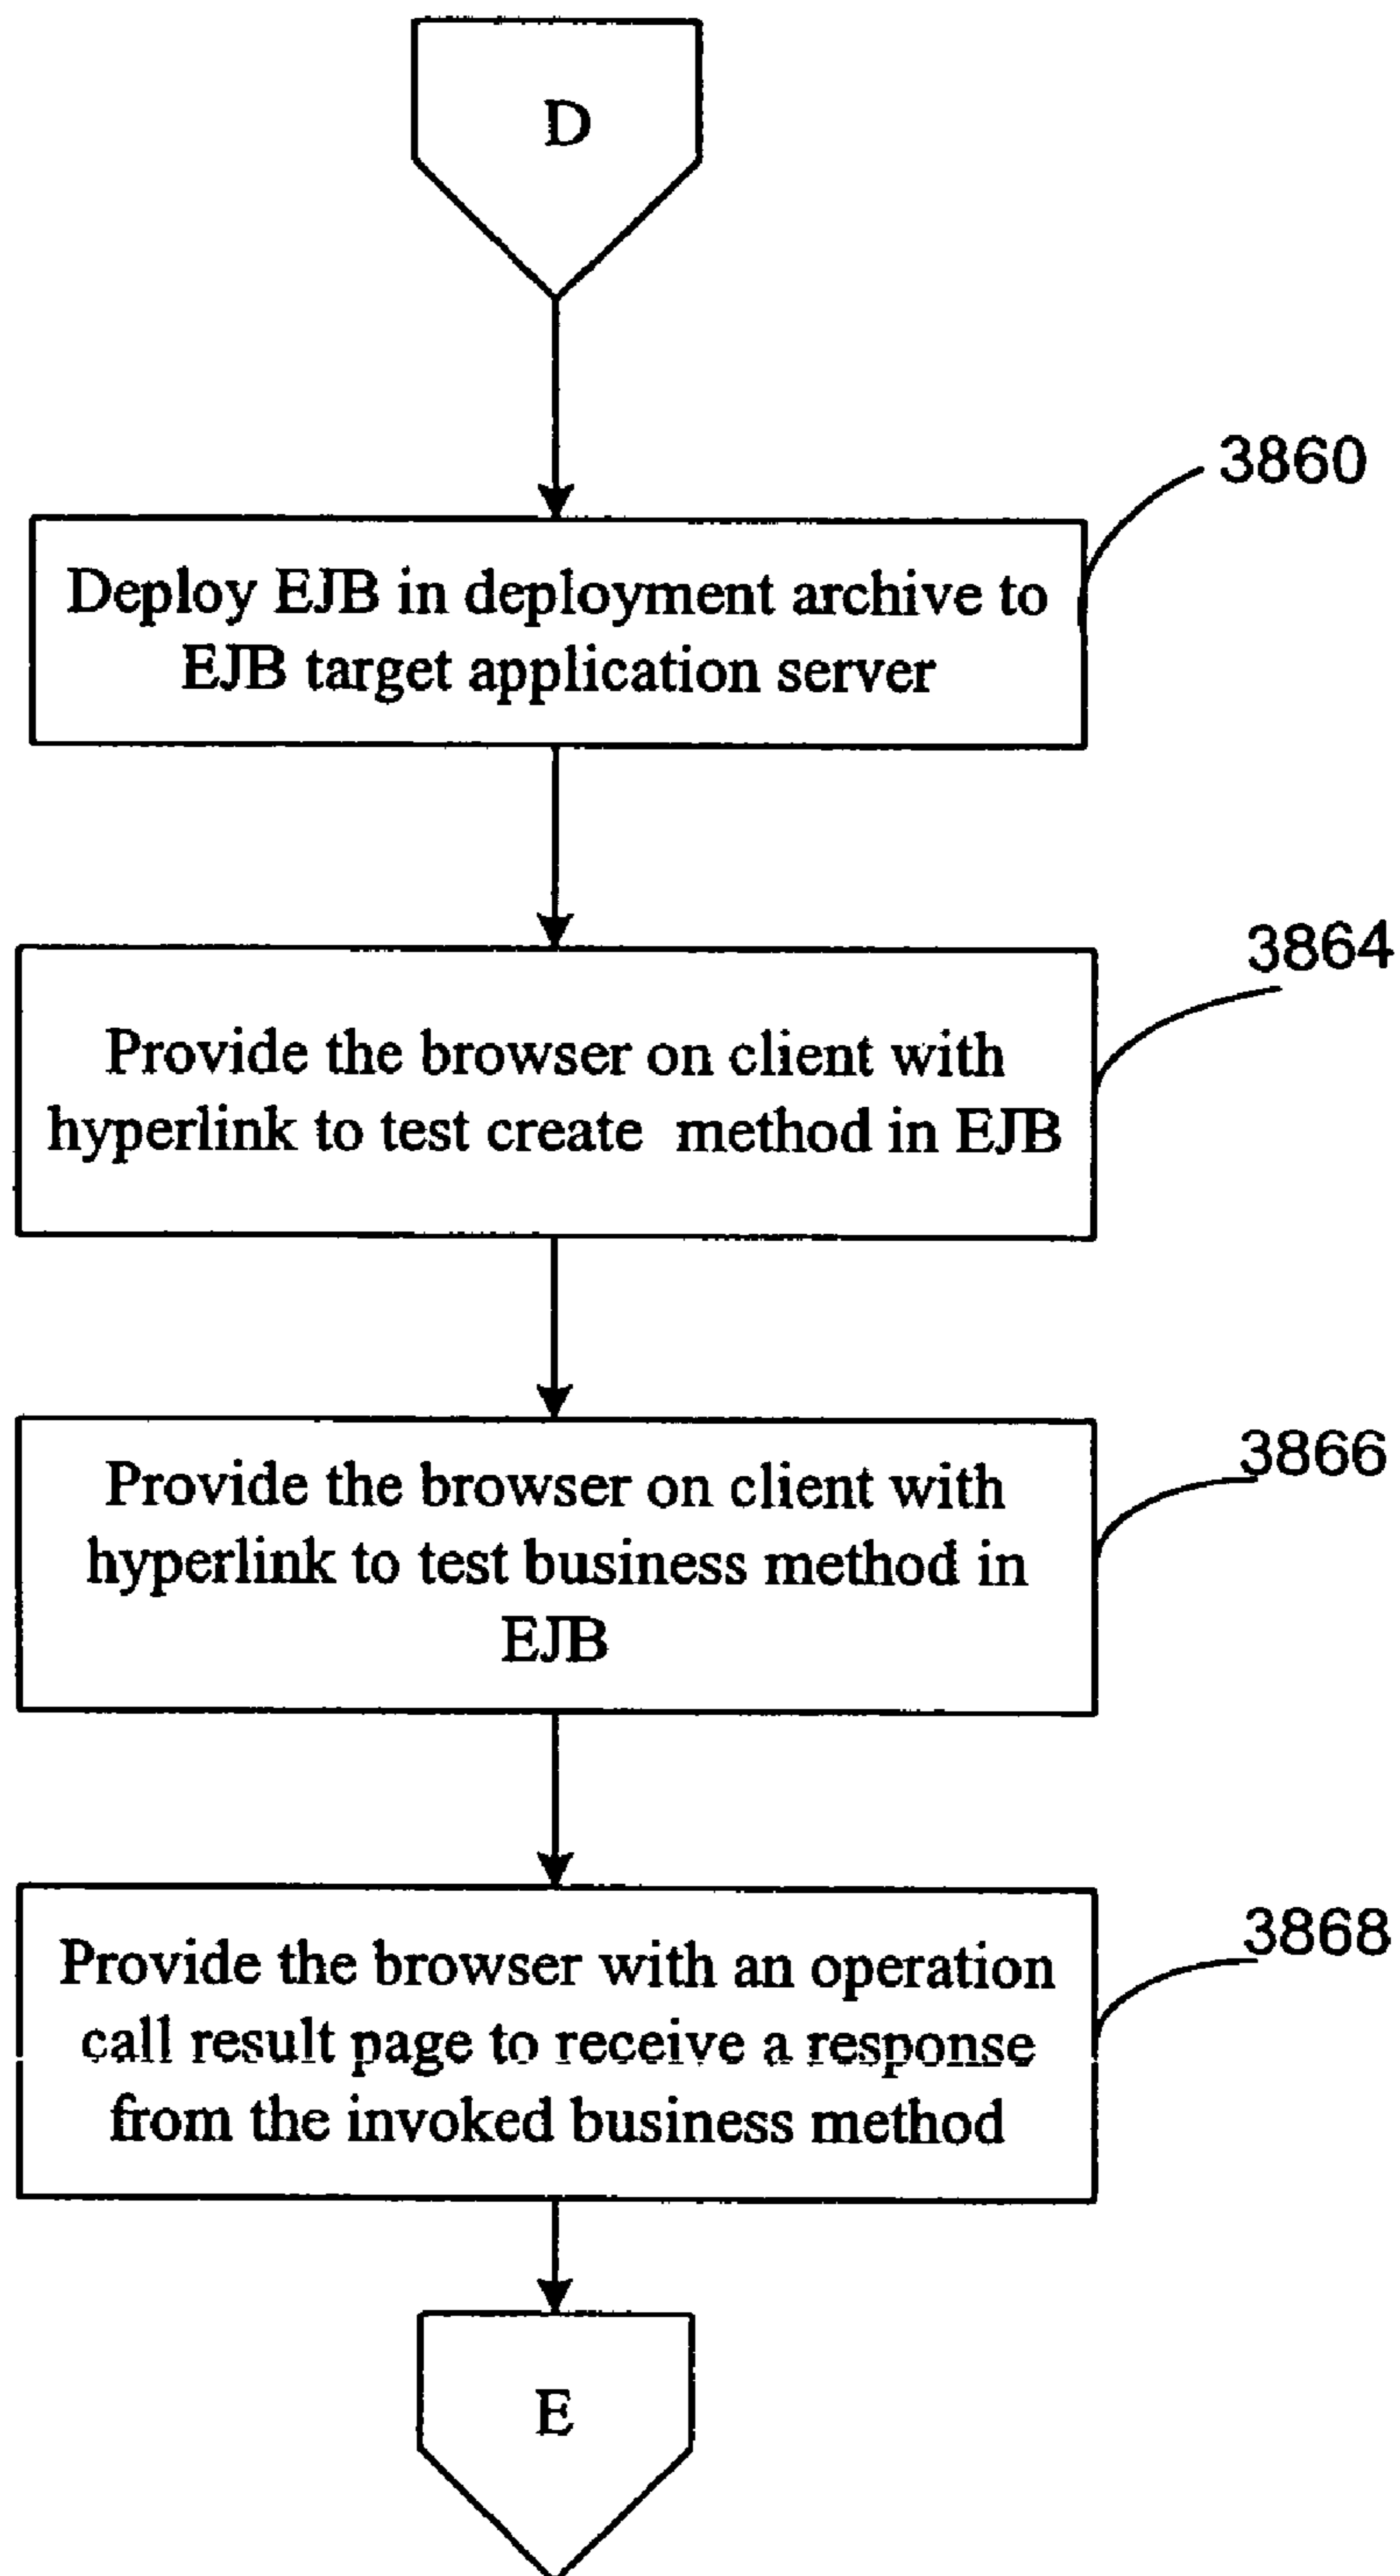 D
3860
Deploy EJB in deployment archive to
EJB target application server
3864
Provide the browser on client with
hyperlink to test create method in EJB
3866
Provide the browser on client with
hyperlink to test business method in
EJB
3868
Provide the browser with an operation
call result page to receive a response
from the invoked business method
E